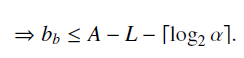 ⇒ b_b ≤ A − L − ⌈log₂ α⌉.